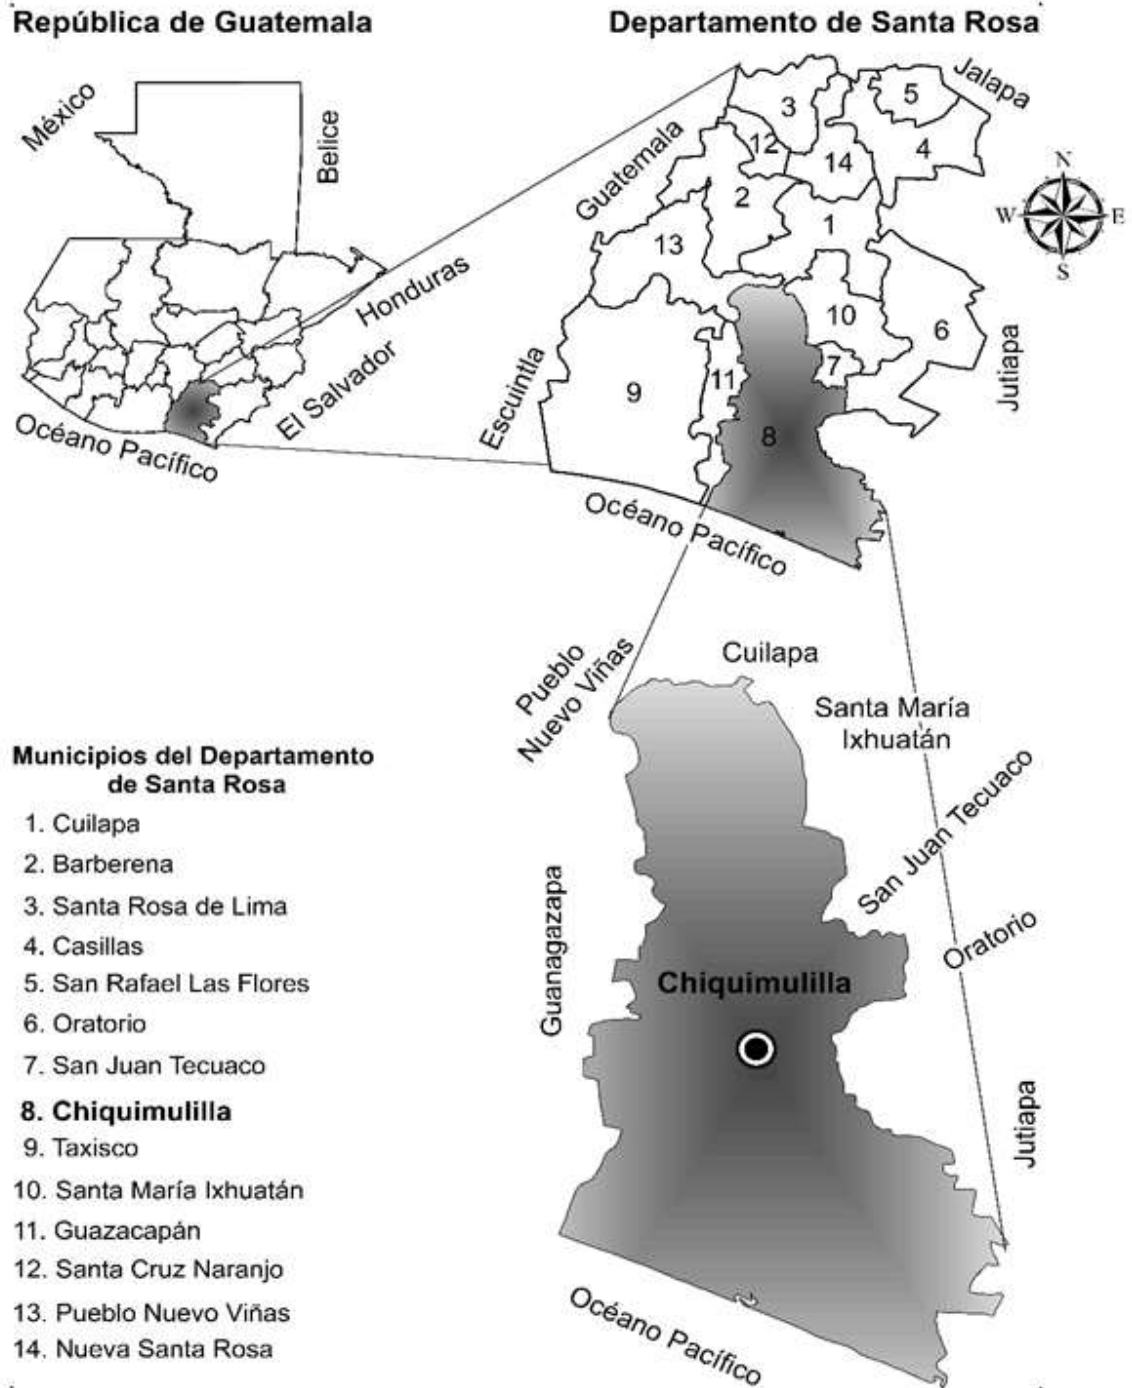 República de Guatemala
Departamento de Santa Rosa
México
Belice
Honduras
El Salvador
Océano Pacífico
Jalapa
Guatemala
Escuintla
Jutiapa
Océano Pacífico
3
5
12
14
4
2
1
13
10
6
7
9
11
8
N
W
E
S
Pueblo
Nuevo Viñas
Cuilapa
Santa María
Ixhuatán
San Juan Tecuaco
Oratorio
Guanagazapa
Chiquimulilla
Jutiapa
Océano Pacífico
Municipios del Departamento
de Santa Rosa
1. Cuilapa
2. Barberena
3. Santa Rosa de Lima
4. Casillas
5. San Rafael Las Flores
6. Oratorio
7. San Juan Tecuaco
8. Chiquimulilla
9. Taxisco
10. Santa María Ixhuatán
11. Guazacapán
12. Santa Cruz Naranjo
13. Pueblo Nuevo Viñas
14. Nueva Santa Rosa